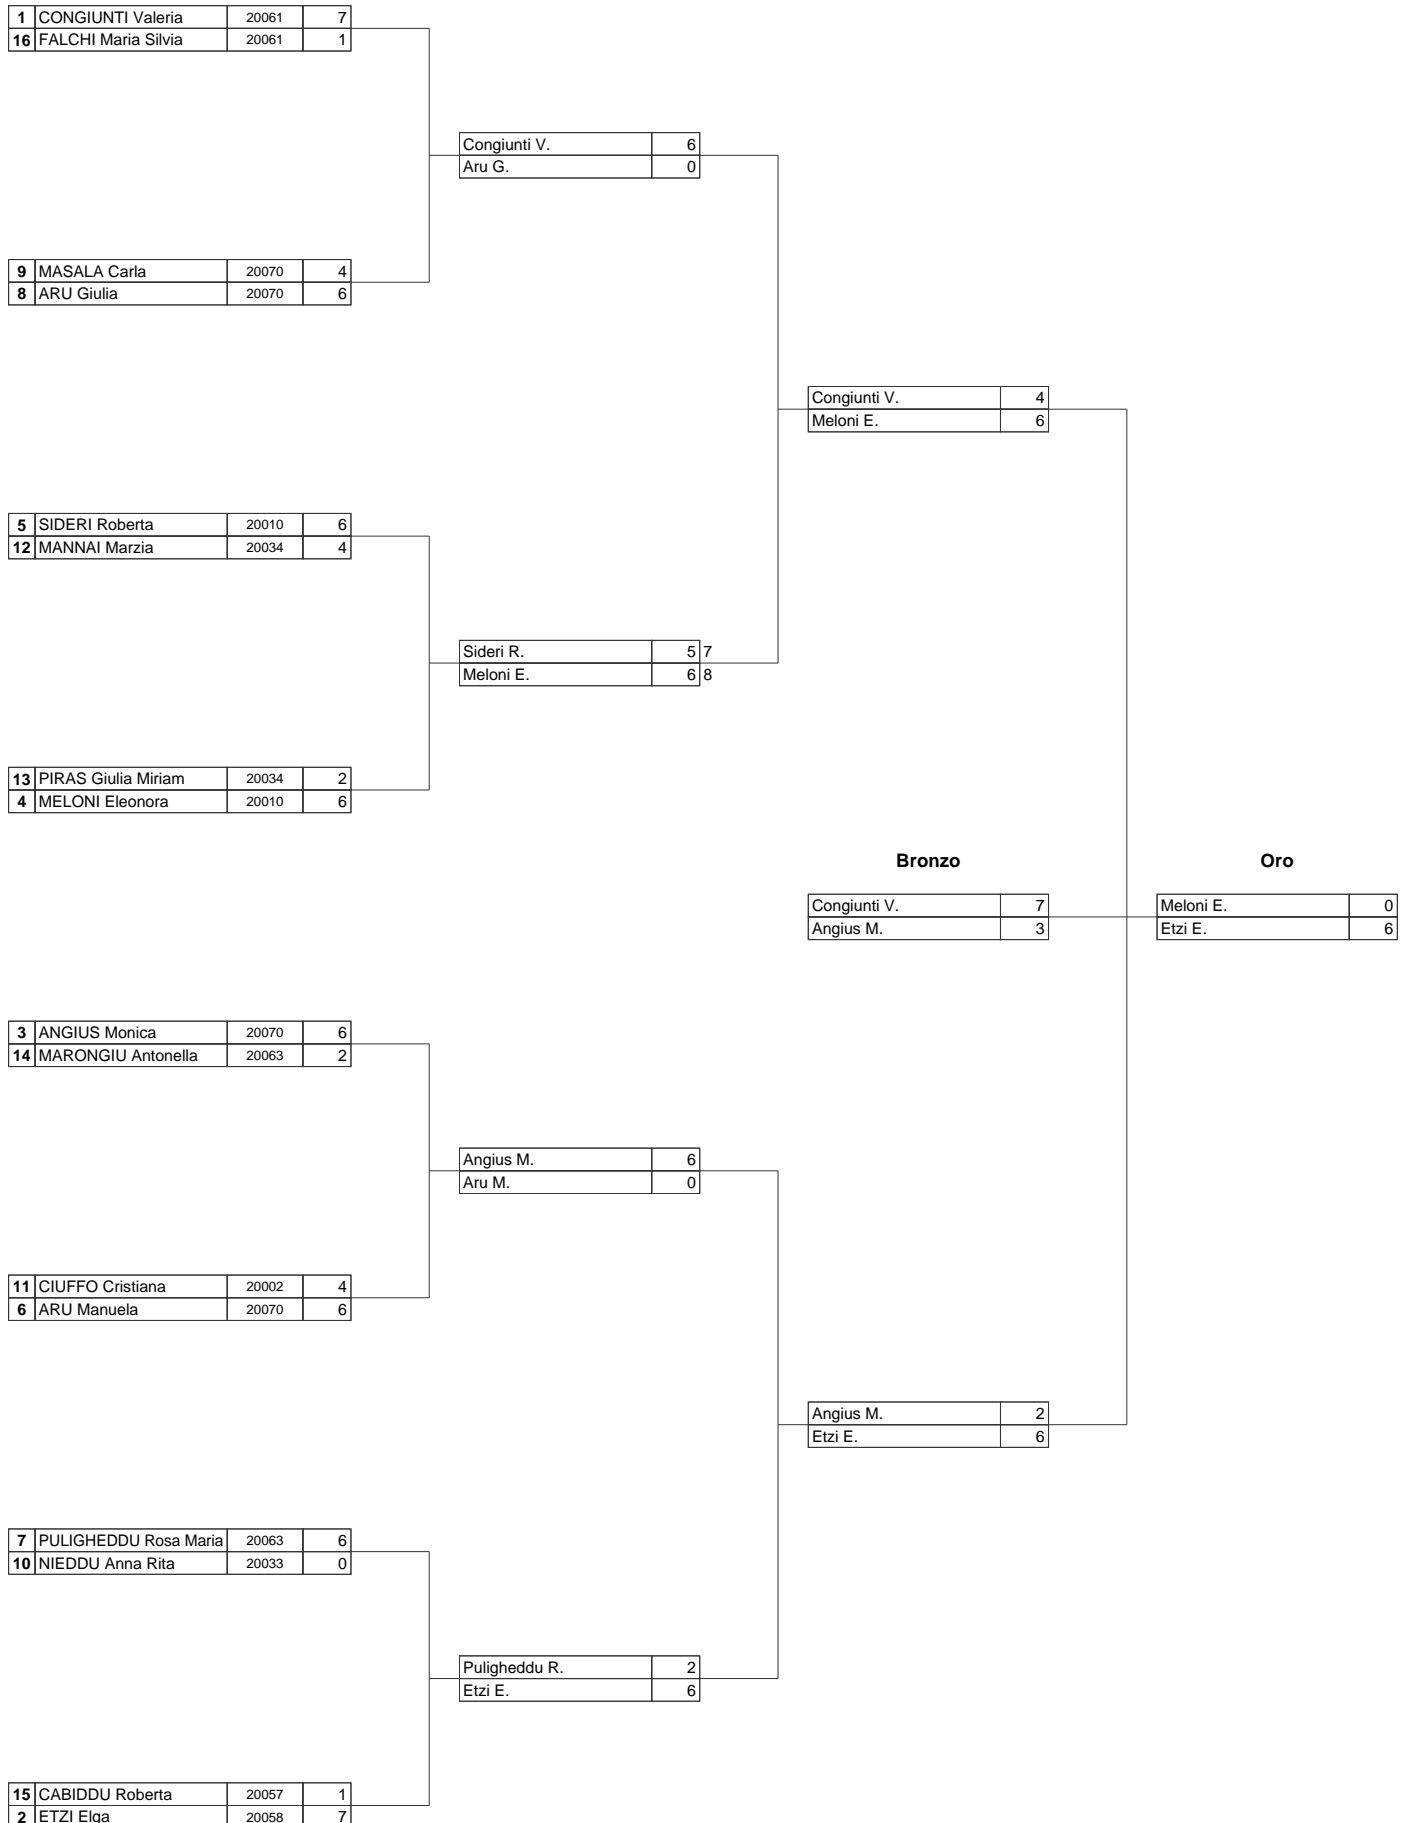 1 CONGIUNTI Valeria 20061 7
16 FALCHI Maria Silvia 20061 1
Congiunti V. 6
Aru G. 0
9 MASALA Carla 20070 4
8 ARU Giulia 20070 6
Congiunti V. 4
Meloni E. 6
5 SIDERI Roberta 20010 6
12 MANNAI Marzia 20034 4
Sideri R. 5 7
Meloni E. 6 8
13 PIRAS Giulia Miriam 20034 2
4 MELONI Eleonora 20010 6
Bronzo Oro
Congiunti V. 7 Meloni E. 0
Angius M. 3 Etzi E. 6
3 ANGIUS Monica 20070 6
14 MARONGIU Antonella 20063 2
Angius M. 6
Aru M. 0
11 CIUFFO Cristiana 20002 4
6 ARU Manuela 20070 6
Angius M. 2
Etzi E. 6
7 PULIGHEDDU Rosa Maria 20063 6
10 NIEDDU Anna Rita 20033 0
Puligheddu R. 2
Etzi E. 6
15 CABIDDU Roberta 20057 1
2 ETZI Elga 20058 7